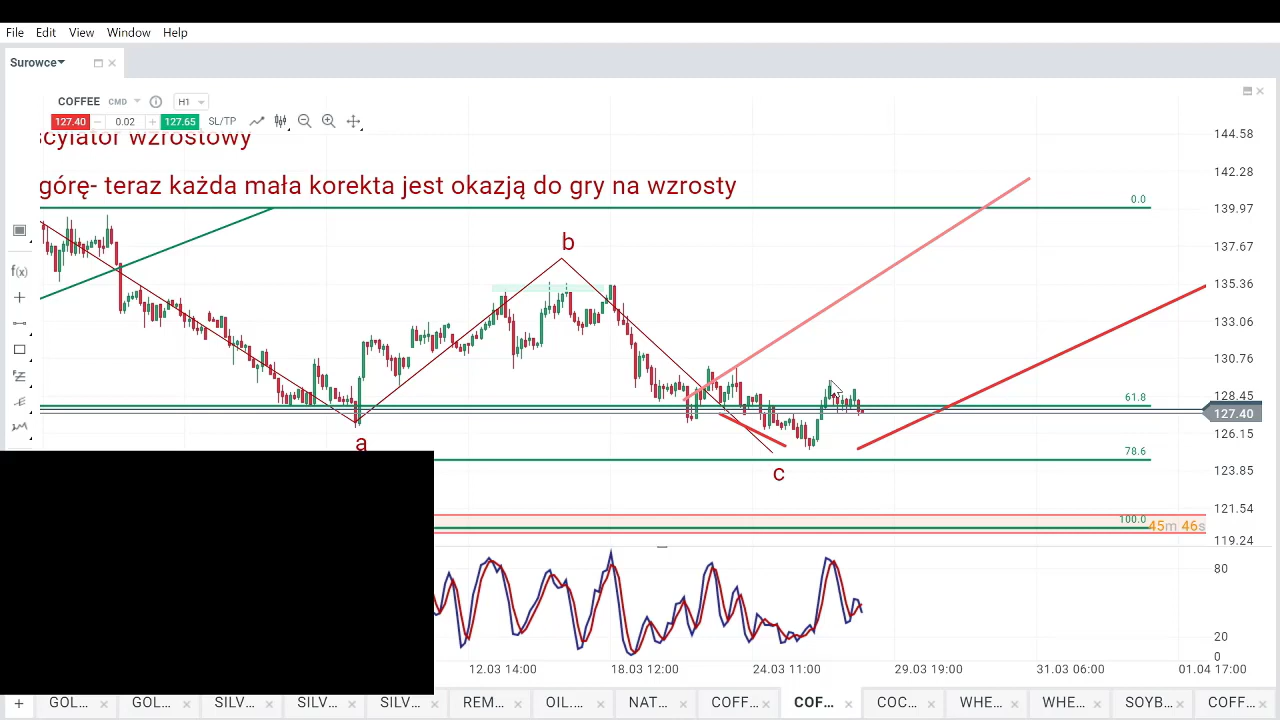 File Edit View Window Help
Surowce
COFFEE CMD H1
127.40 0.02 127.65 SL/TP
scylator wzrostowy
górę- teraz każda mała korekta jest okazją do gry na wzrosty
144.58
142.28
0.0
139.97
b
137.67
135.36
133.06
130.76
61.8
128.45
127.40
a
126.15
78.6
c
123.85
121.54
100.0
45m 46s
119.24
f(x)
80
20
0
12.03 14:00 18.03 12:00 24.03 11:00 29.03 19:00 31.03 06:00 01.04 17:00
GOL... GOL... SILV... SILV... SILV... REM... OIL.... NAT... COFF... COF... COC... WHE... WHE... SOYB... COFF...